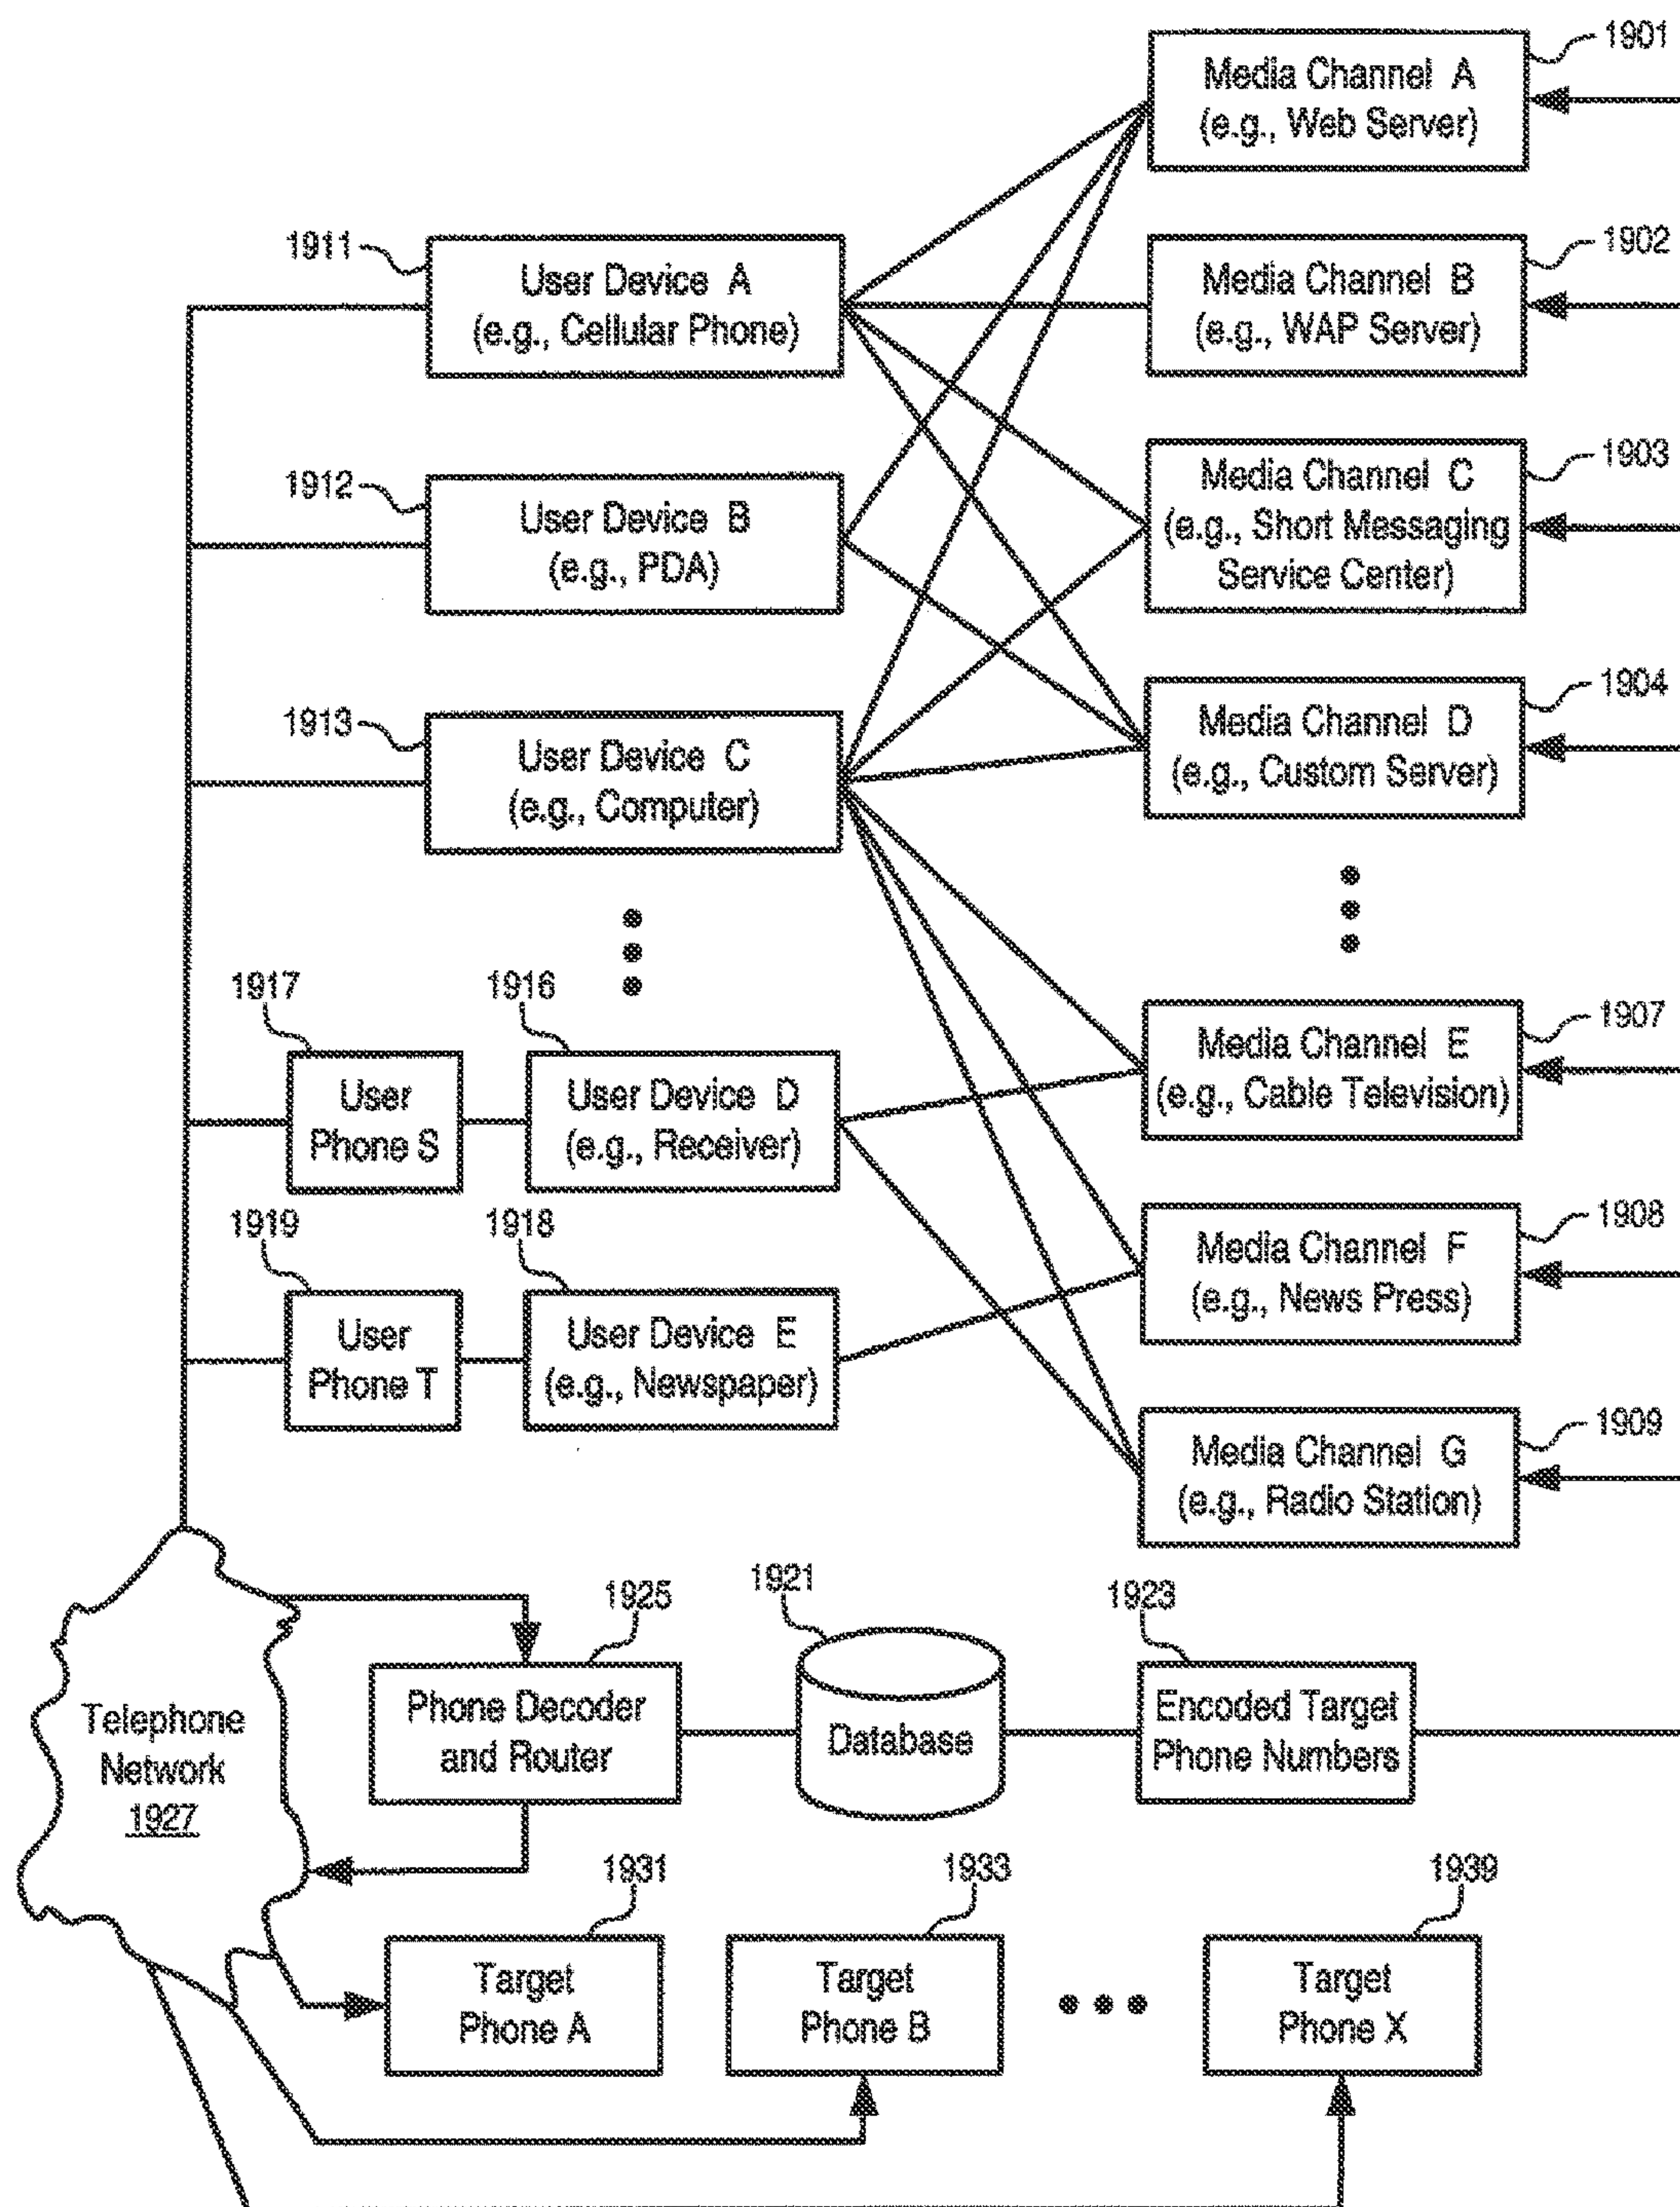 1901
Media Channel A
(e.g., Web Server)
1911
User Device A
(e.g., Cellular Phone)
1902
Media Channel B
(e.g., WAP Server)
1912
User Device B
(e.g., PDA)
1903
Media Channel C
(e.g., Short Messaging
Service Center)
1913
User Device C
(e.g., Computer)
1904
Media Channel D
(e.g., Custom Server)
1917
User
Phone S
1916
User Device D
(e.g., Receiver)
1907
Media Channel E
(e.g., Cable Television)
1919
User
Phone T
1918
User Device E
(e.g., Newspaper)
1908
Media Channel F
(e.g., News Press)
1909
Media Channel G
(e.g., Radio Station)
Telephone
Network
1927
1925
Phone Decoder
and Router
1921
Database
1923
Encoded Target
Phone Numbers
1931
Target
Phone A
1933
Target
Phone B
1939
Target
Phone X